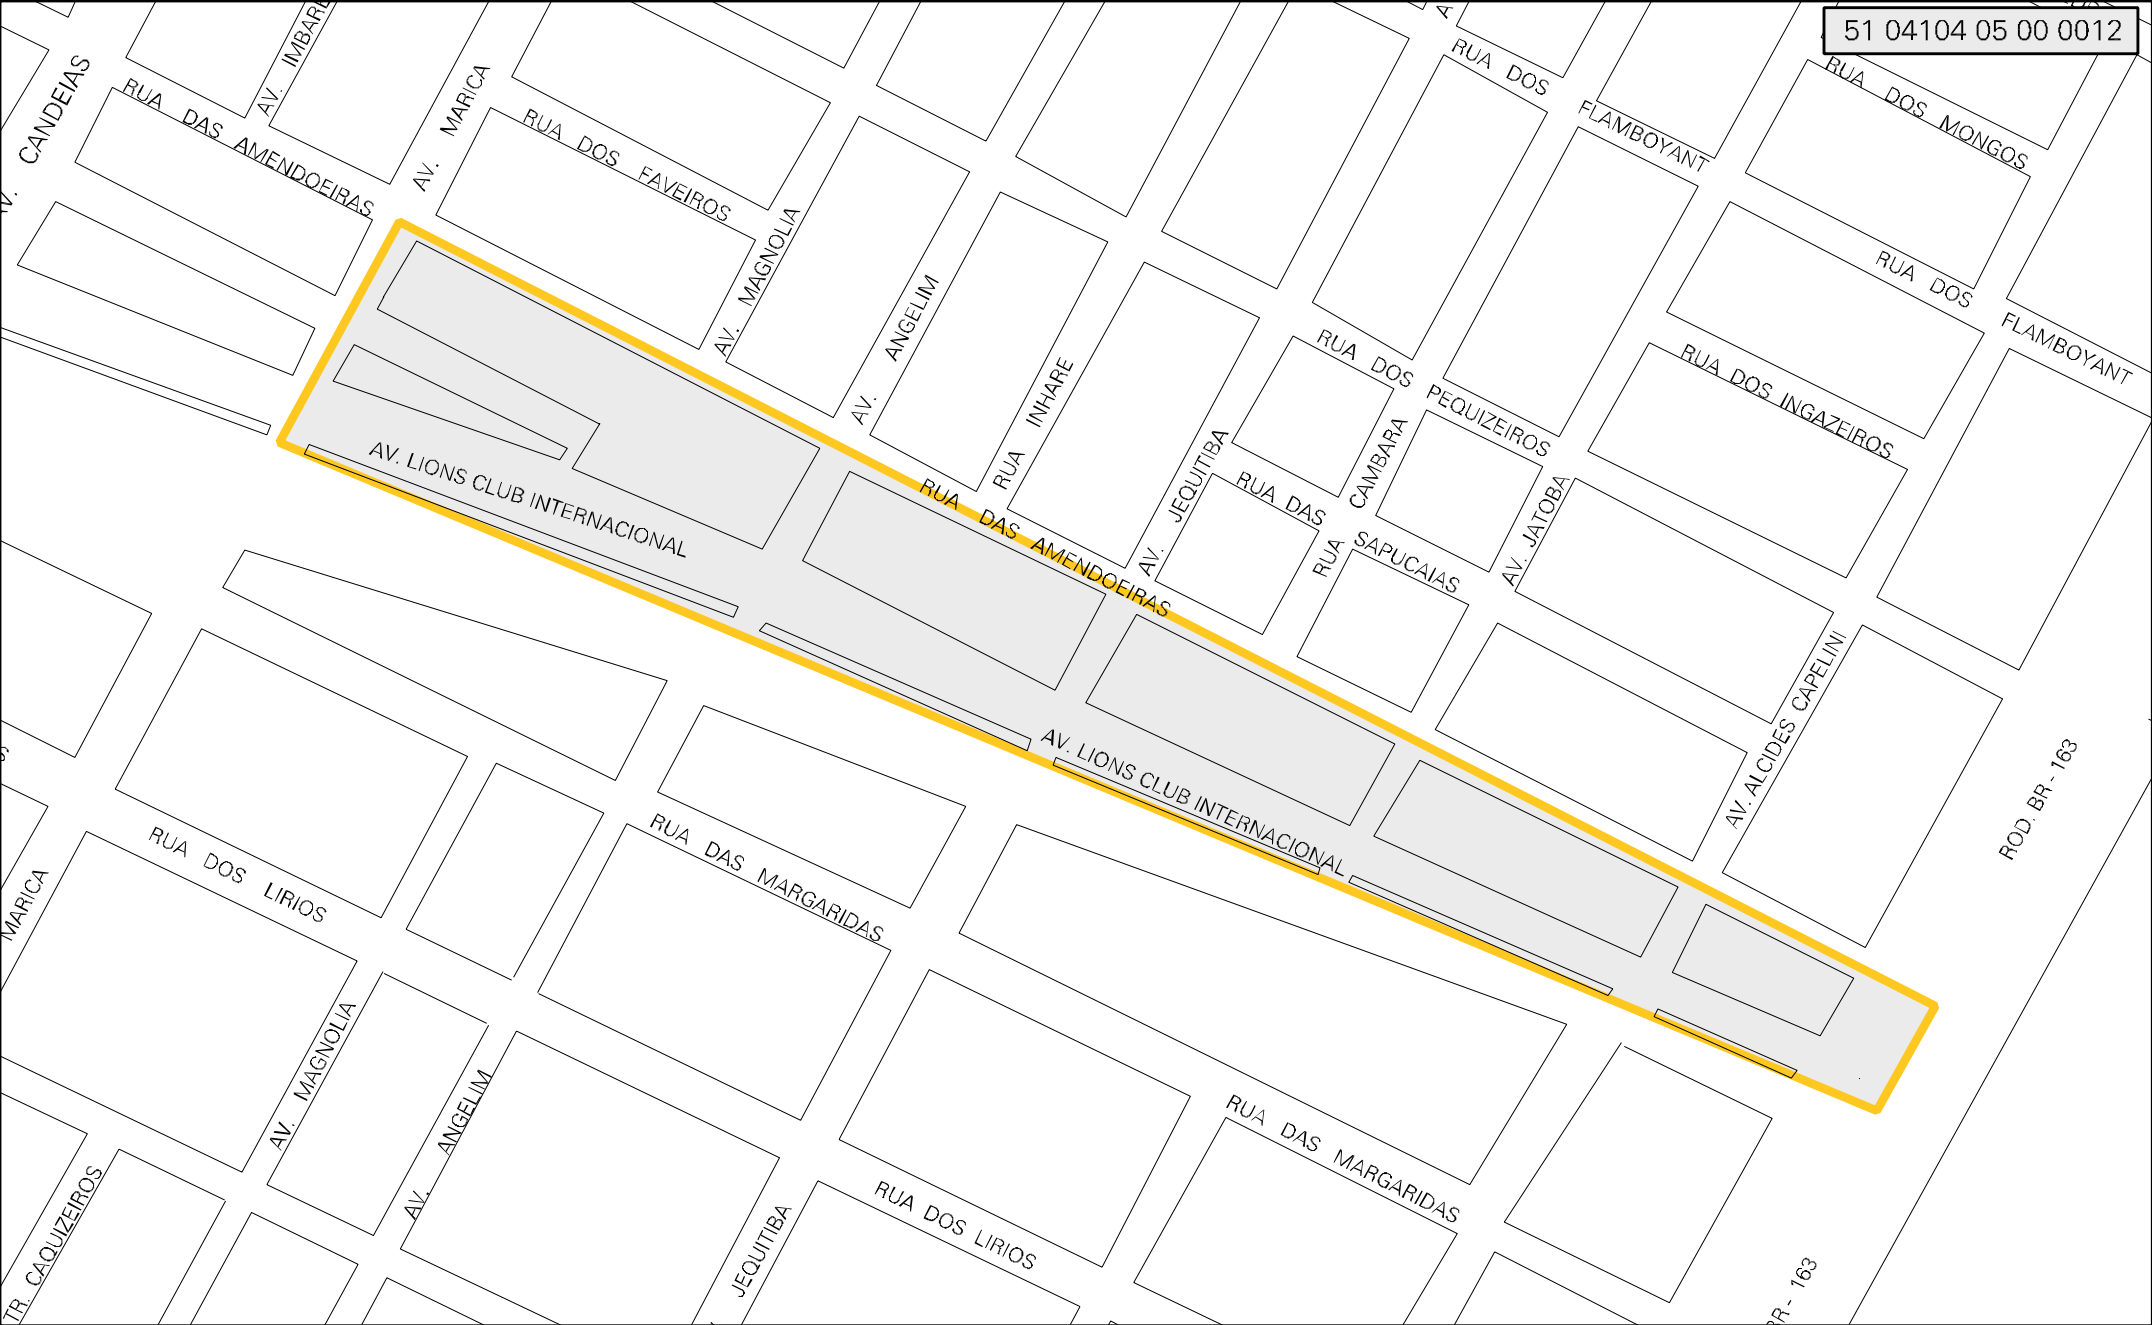 51 04104 05 00 0012
AV. IMBARE
CANDEIAS
AV. MARICA
RUA DAS AMENDOEIRAS
RUA DOS FAVEIROS
AV. MAGNOLIA
AV. ANGELIM
RUA INHARE
RUA DOS FLAMBOYANT
RUA DOS MONGOS
RUA DOS FLAMBOYANT
RUA DOS PEQUIZEIROS
RUA DOS INGAZEIROS
AV. JEQUITIBA
RUA CAMBARA
RUA DAS SAPUCAIAS
AV. JATOBA
AV. ALCIDES CAPELINI
ROD. BR - 163
RUA DAS AMENDOEIRAS
AV. LIONS CLUB INTERNACIONAL
AV. LIONS CLUB INTERNACIONAL
RUA DOS LIRIOS
RUA DAS MARGARIDAS
MARICA
AV. MAGNOLIA
AV. ANGELIM
TR. CAQUIZEIROS
JEQUITIBA
RUA DOS LIRIOS
RUA DAS MARGARIDAS
BR - 163